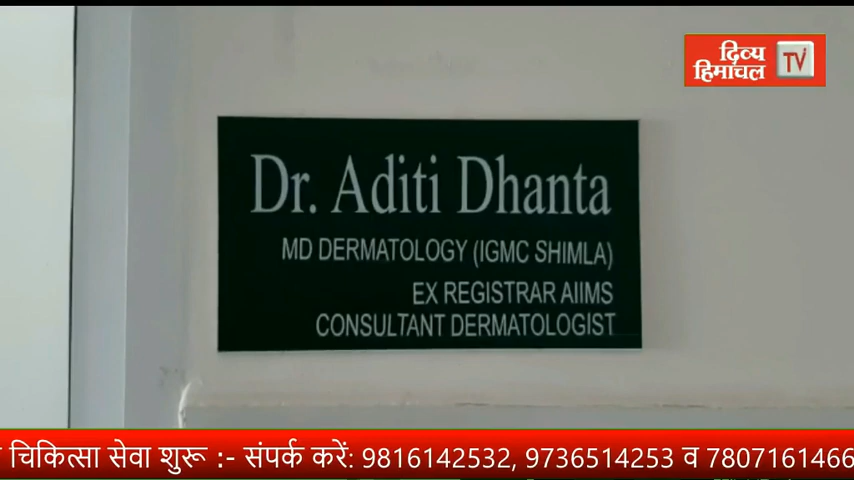 दिव्य
हिमाचल TV
Dr. Aditi Dhanta
MD DERMATOLOGY (IGMC SHIMLA)
EX REGISTRAR AIIMS
CONSULTANT DERMATOLOGIST
चिकित्सा सेवा शुरू :- संपर्क करें: 9816142532, 9736514253 व 7807161466